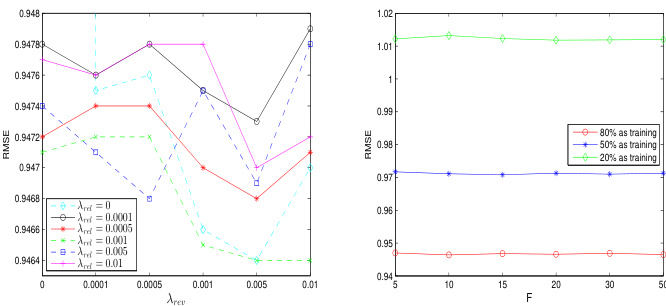 0.948
0.9478
0.9476
0.9474
0.9472
0.947
0.9468
0.9466
0.9464
RMSE
0 0.0001 0.0005 0.001 0.005 0.01
λrev
λrel = 0
λrel = 0.0001
λrel = 0.0005
λrel = 0.001
λrel = 0.005
λrel = 0.01
1.02
1.01
1
0.99
0.98
0.97
0.96
0.95
0.94
RMSE
5 10 15 20 30 50
F
80% as training
50% as training
20% as training